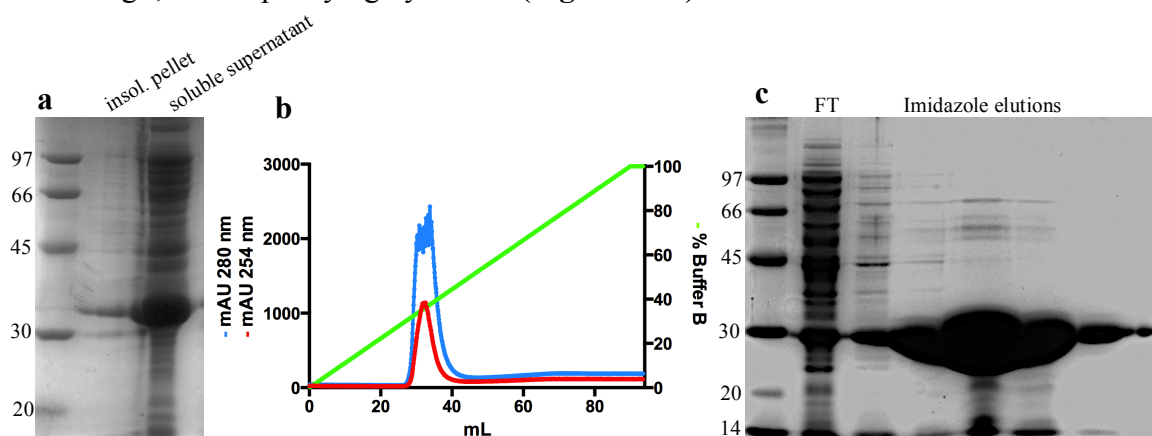 (
a
insol. pellet
soluble supernatant
97
66
45
30
20
b
3000
2000
1000
0
mAU 280 nm
mAU 254 nm
0
20
40
60
80
mL
100
80
60
40
20
0
% Buffer B
c
FT
Imidazole elutions
97
66
45
30
20
14